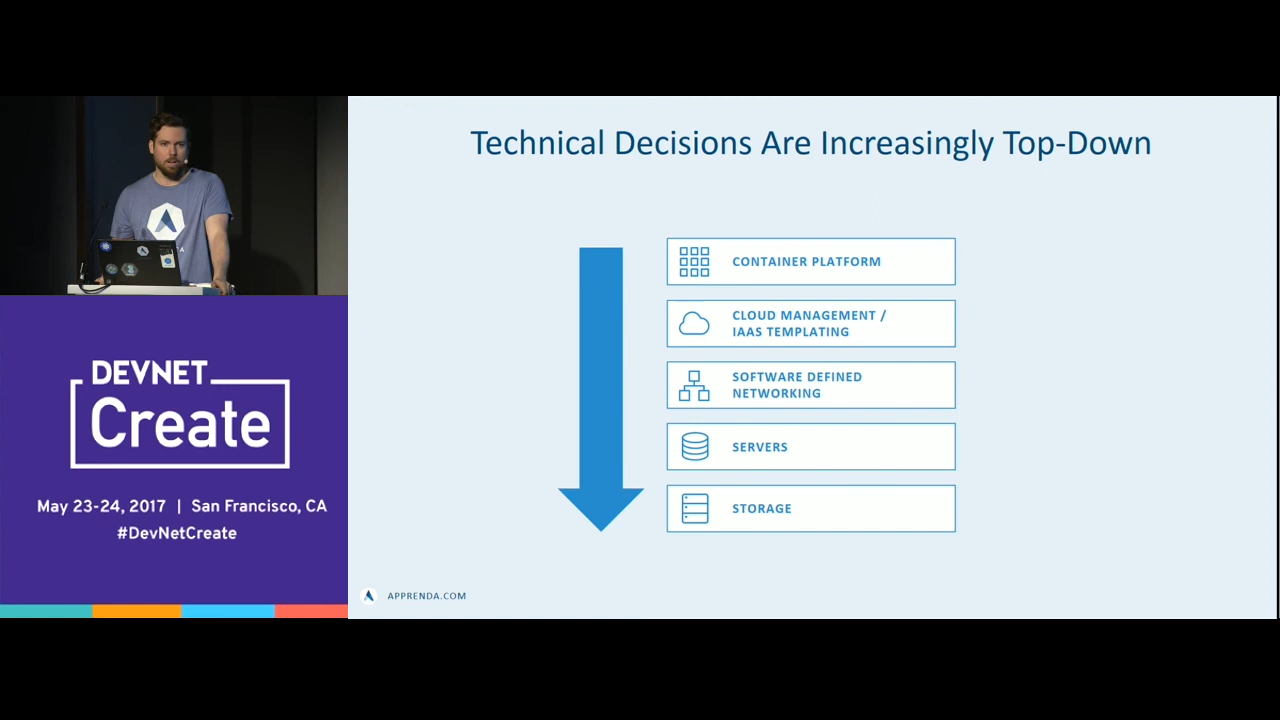 Technical Decisions Are Increasingly Top-Down
CONTAINER PLATFORM
CLOUD MANAGEMENT /
IAAS TEMPLATING
SOFTWARE DEFINED
NETWORKING
SERVERS
STORAGE
APPRENDA.COM
DEVNET
Create
May 23-24, 2017 | San Francisco, CA
#DevNetCreate